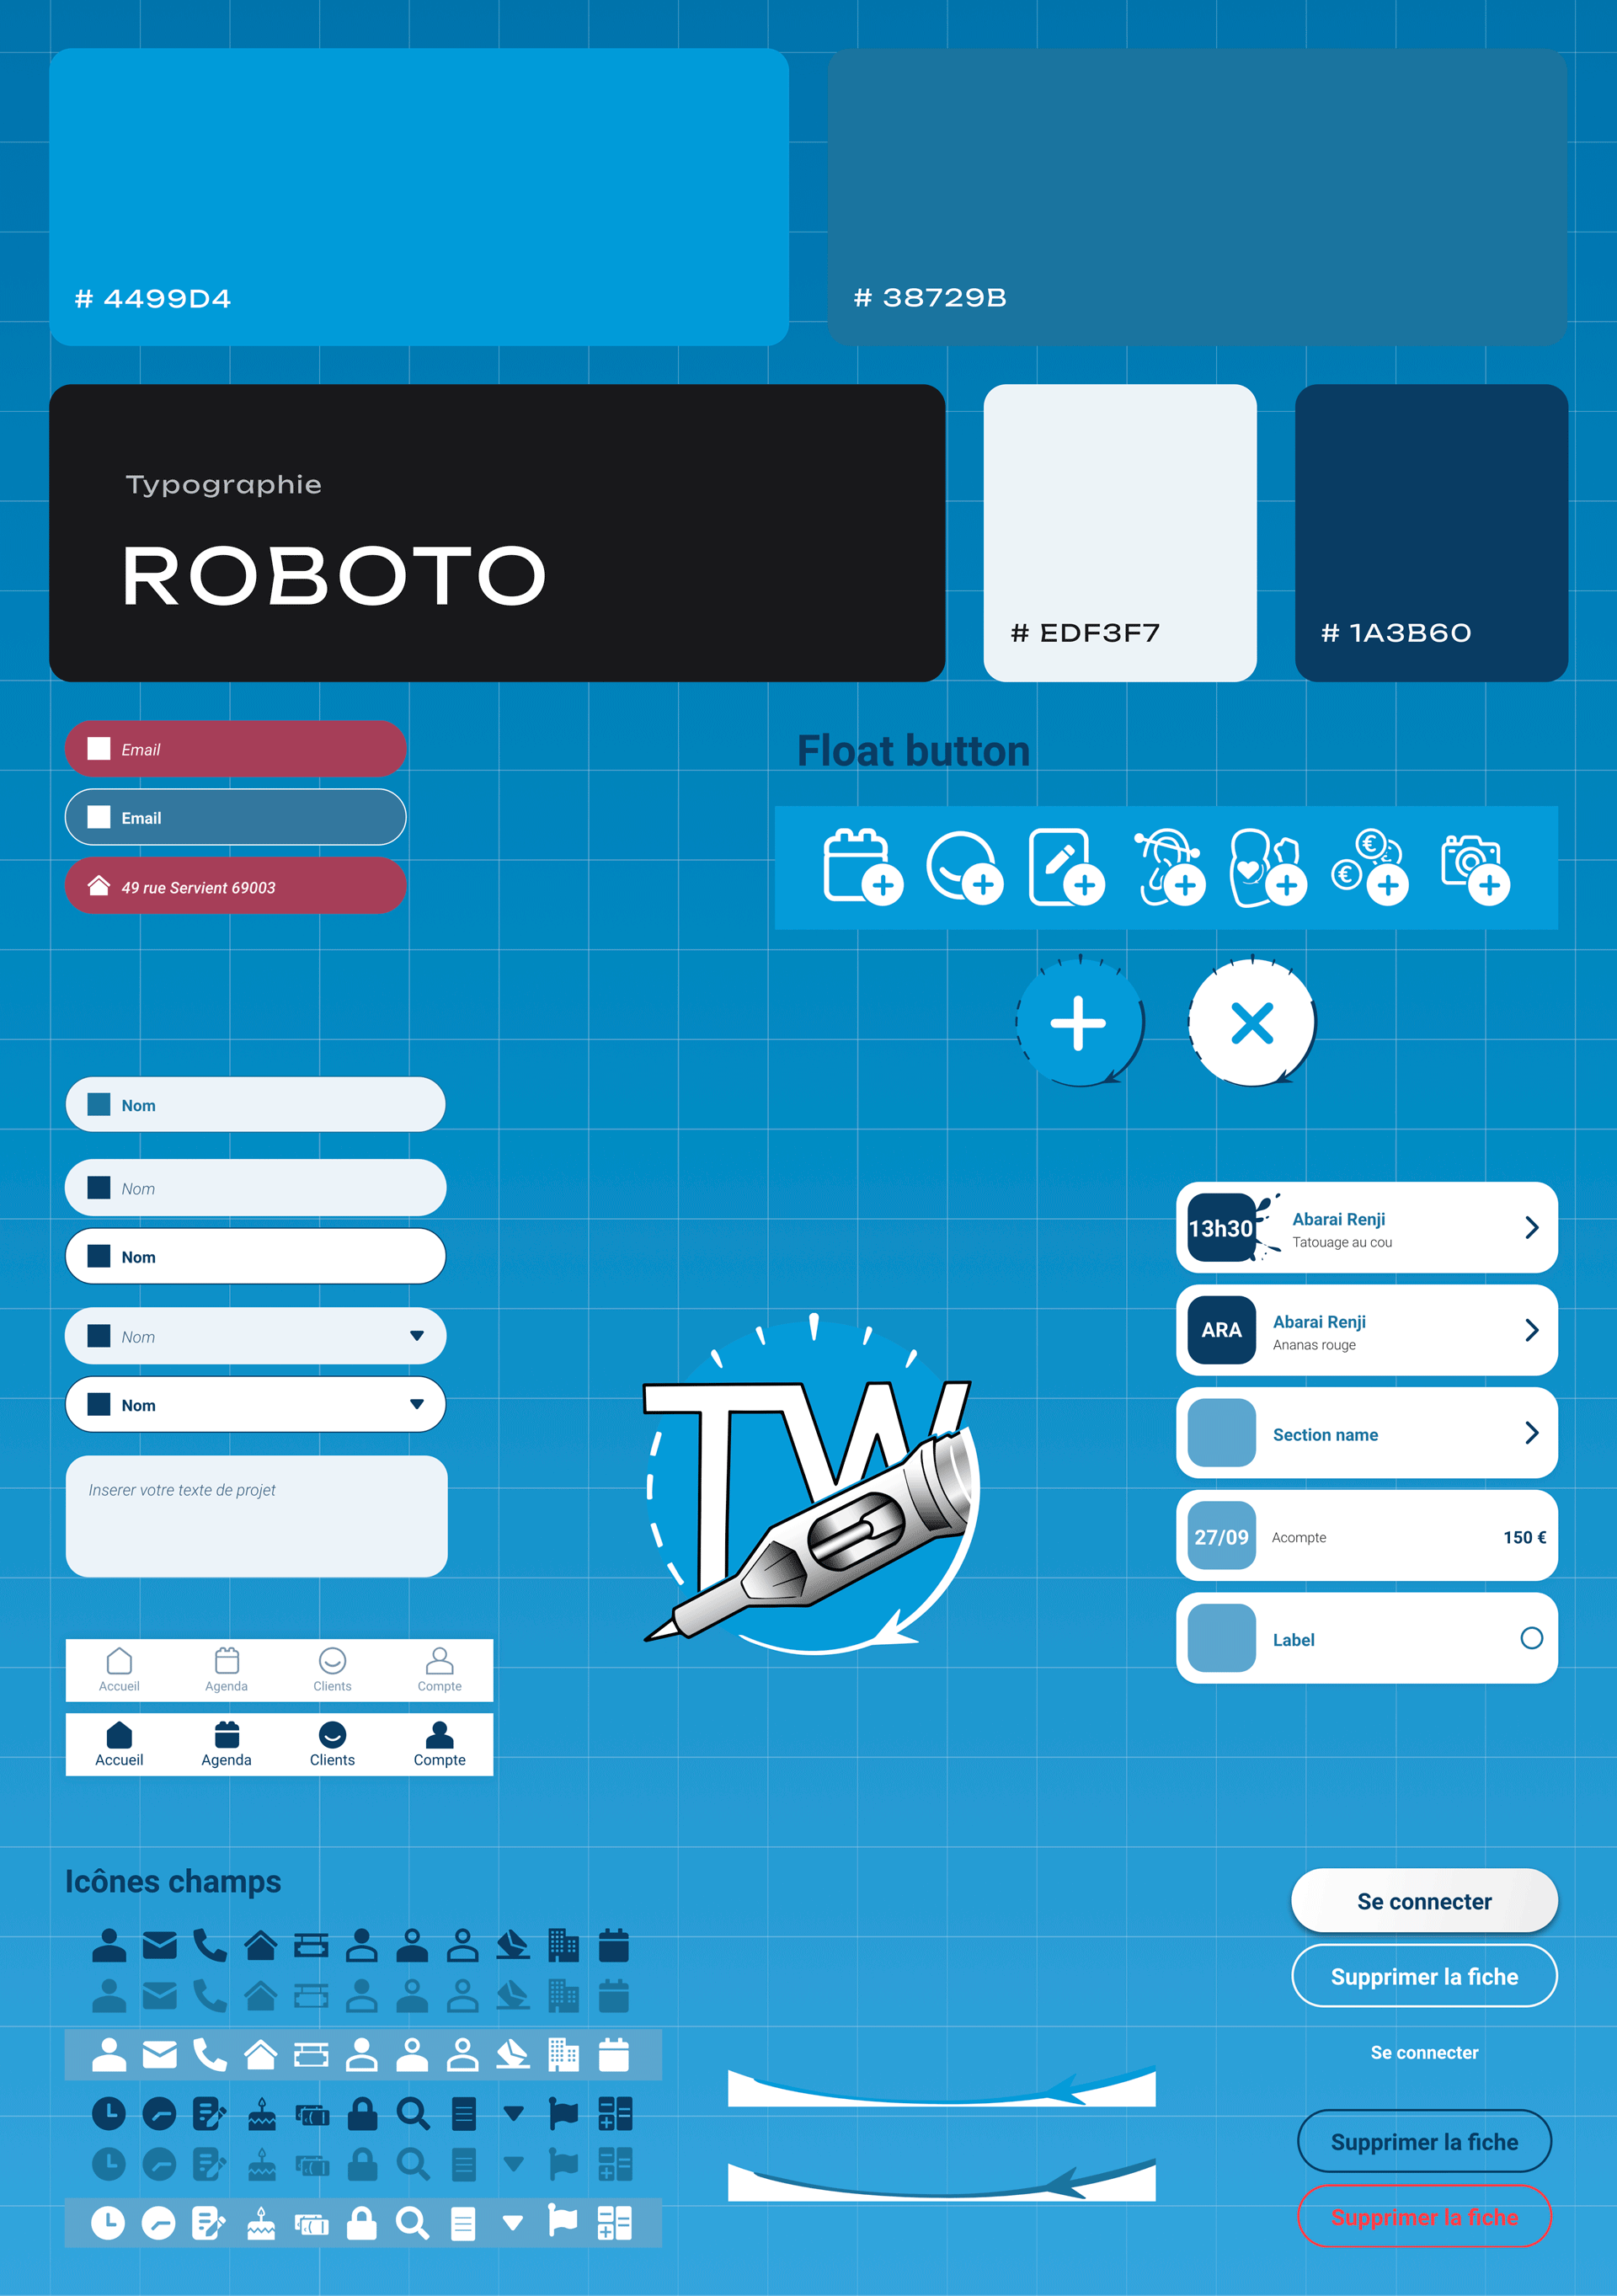 # 4499D4
# 38729B
Typographie
ROBOTO
# EDF3F7
# 1A3B60
Email
Email
49 rue Servient 69003
Float button
€
€
Nom
Nom
Nom
Nom
Nom
Inserer votre texte de projet
13h30
Abarai Renji
Tatouage au cou
ARA
Abarai Renji
Ananas rouge
Section name
27/09
Acompte
150 €
Label
TW
Accueil
Agenda
Clients
Compte
Accueil
Agenda
Clients
Compte
Icônes champs
Se connecter
Supprimer la fiche
Se connecter
Supprimer la fiche
Supprimer la fiche